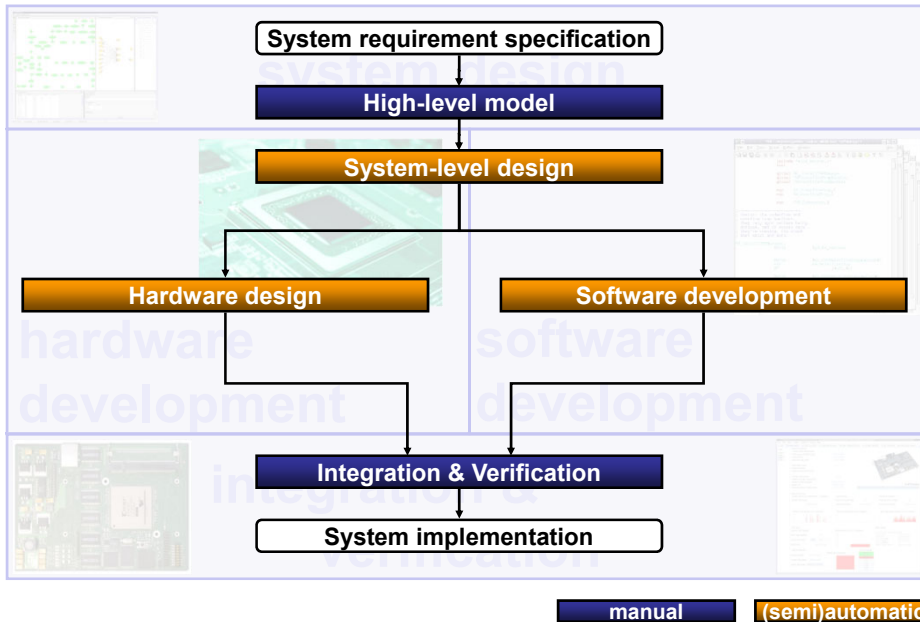 System requirement specification
system design
High-level model
System-level design
Hardware design
Software development
hardware
development
software
development
Integration & Verification
integration &
System implementation
verification
manual
(semi)automatic